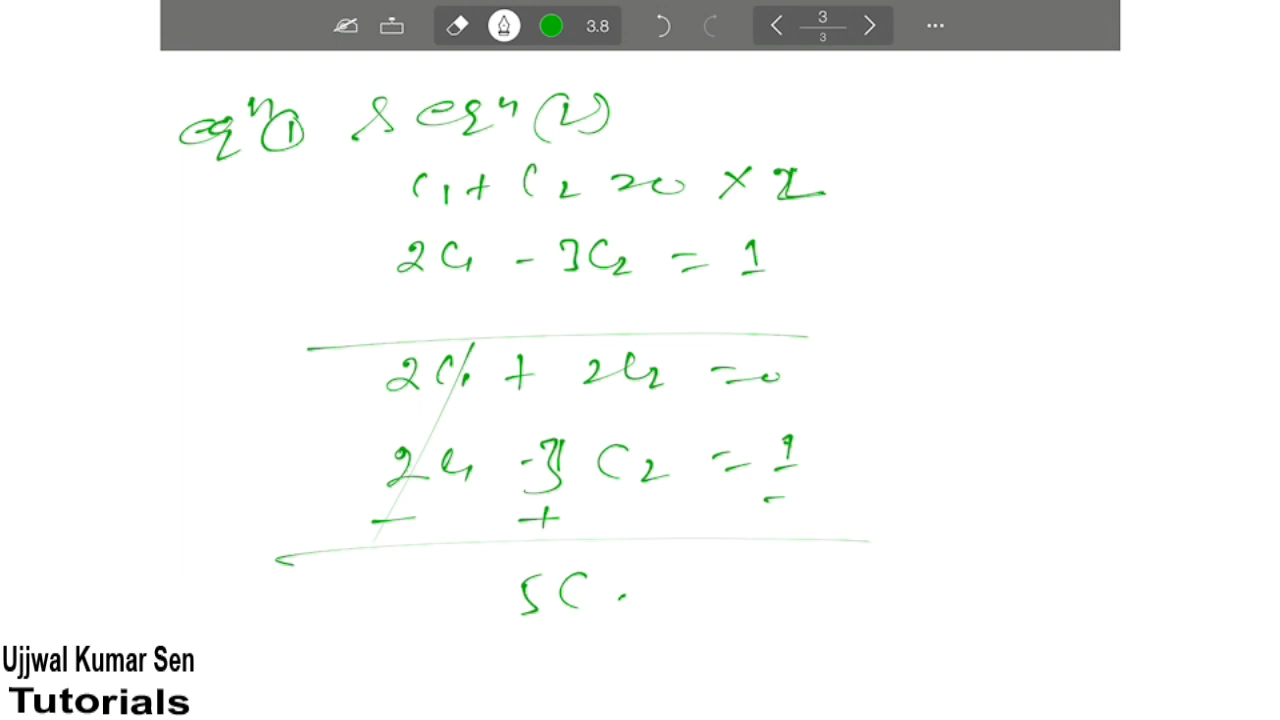 3.8
3
3
eqⁿ ① & eqⁿ (2)
C₁ + C₂ = 0 × 2
2C₁ - 3C₂ = 1
2C₁ + 2C₂ = 0
2C₁ - 3C₂ = 1
- + -
5C
Ujjwal Kumar Sen
Tutorials